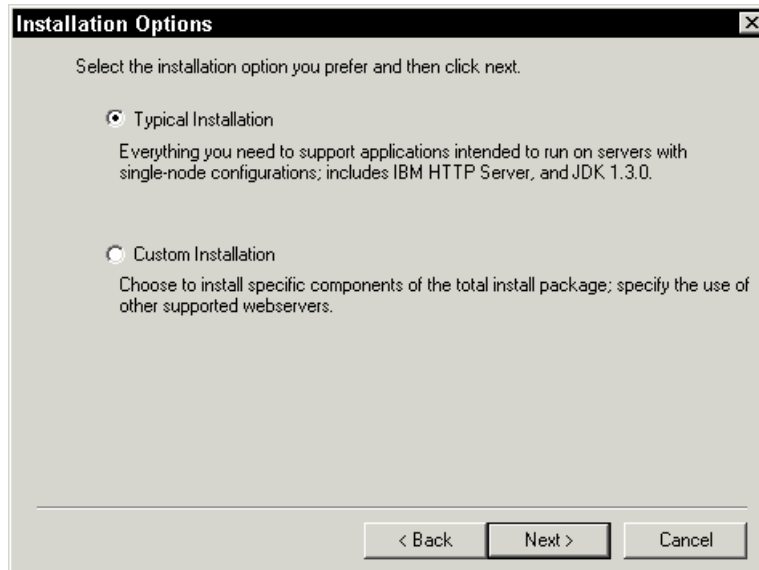 Installation Options
Select the installation option you prefer and then click next.
Typical Installation
Everything you need to support applications intended to run on servers with
single-node configurations; includes IBM HTTP Server, and JDK 1.3.0.
Custom Installation
Choose to install specific components of the total install package; specify the use of
other supported webservers.
< Back
Next >
Cancel